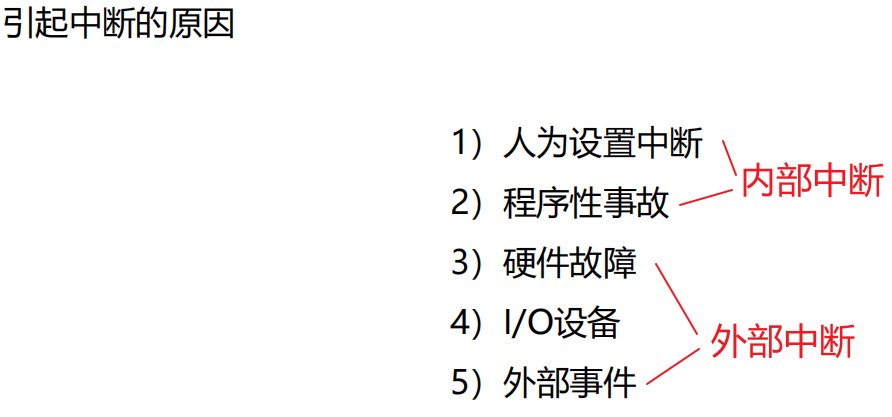 引起中断的原因
1）人为设置中断
内部中断
2）程序性事故
3）硬件故障
4）I/O设备
外部中断
5）外部事件